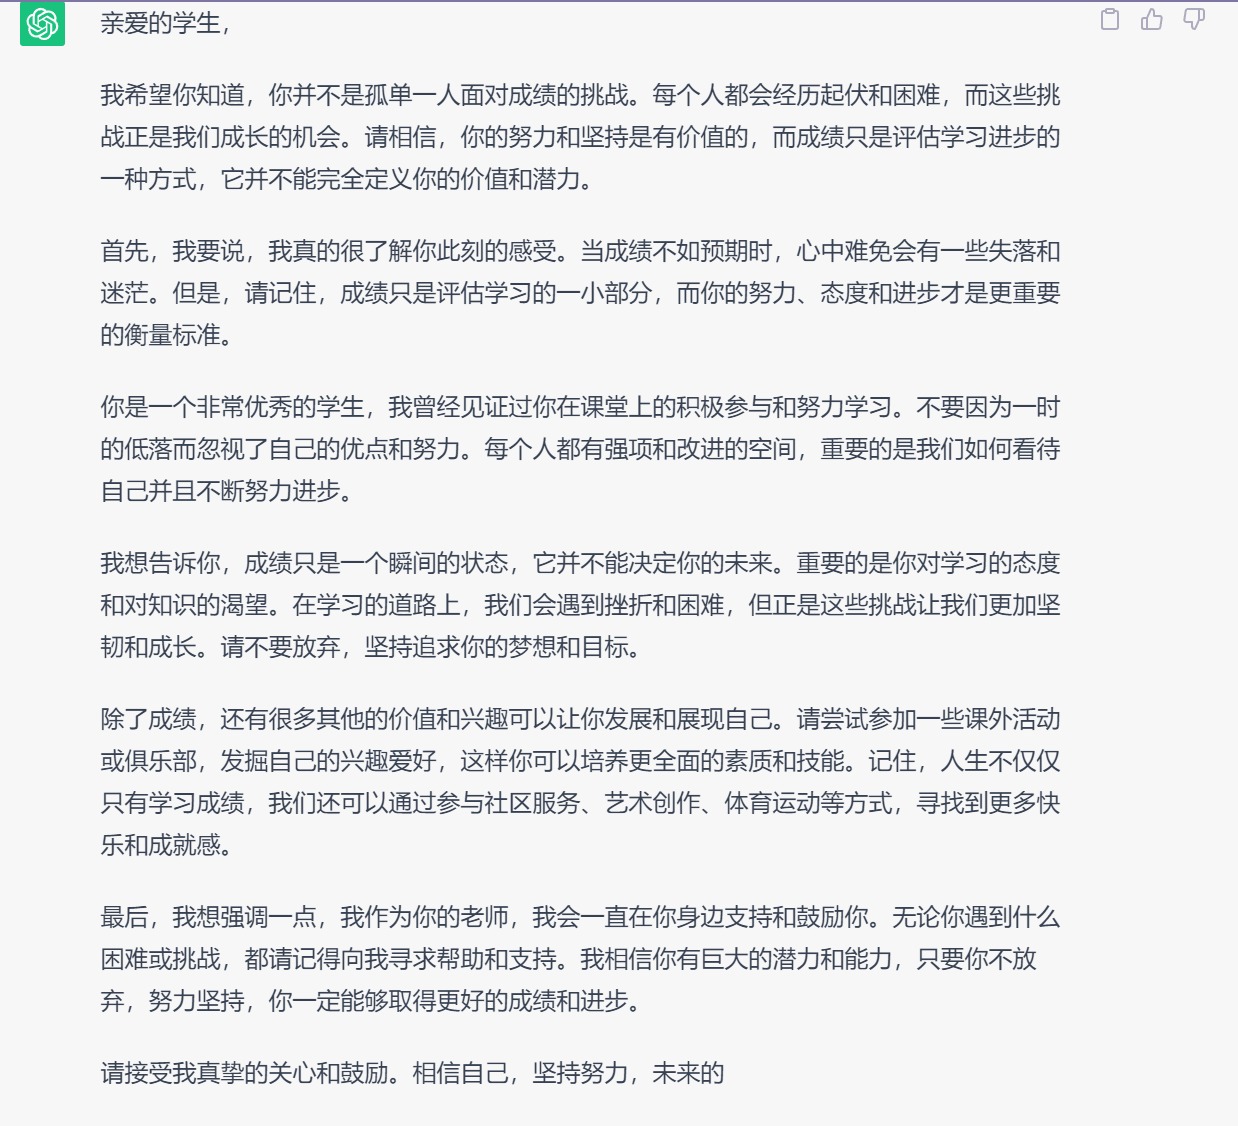 亲爱的学生，
我希望你知道，你并不是孤单一人面对成绩的挑战。每个人都会经历起伏和困难，而这些挑
战正是我们成长的机会。请相信，你的努力和坚持是有价值的，而成绩只是评估学习进步的
一种方式，它并不能完全定义你的价值和潜力。
首先，我要说，我真的很了解你此刻的感受。当成绩不如预期时，心中难免会有一些失落和
迷茫。但是，请记住，成绩只是评估学习的一小部分，而你的努力、态度和进步才是更重要
的衡量标准。
你是一个非常优秀的学生，我曾经见证过你在课堂上的积极参与和努力学习。不要因为一时
的低落而忽视了自己的优点和努力。每个人都有强项和改进的空间，重要的是我们如何看待
自己并且不断努力进步。
我想告诉你，成绩只是一个瞬间的状态，它并不能决定你的未来。重要的是你对学习的态度
和对知识的渴望。在学习的道路上，我们会遇到挫折和困难，但正是这些挑战让我们更加坚
韧和成长。请不要放弃，坚持追求你的梦想和目标。
除了成绩，还有很多其他的价值和兴趣可以让你发展和展现自己。请尝试参加一些课外活动
或俱乐部，发掘自己的兴趣爱好，这样你可以培养更全面的素质和技能。记住，人生不仅仅
只有学习成绩，我们还可以通过参与社区服务、艺术创作、体育运动等方式，寻找到更多快
乐和成就感。
最后，我想强调一点，我作为你的老师，我会一直在你身边支持和鼓励你。无论你遇到什么
困难或挑战，都请记得向我寻求帮助和支持。我相信你有巨大的潜力和能力，只要你不放
弃，努力坚持，你一定能够取得更好的成绩和进步。
请接受我真挚的关心和鼓励。相信自己，坚持努力，未来的